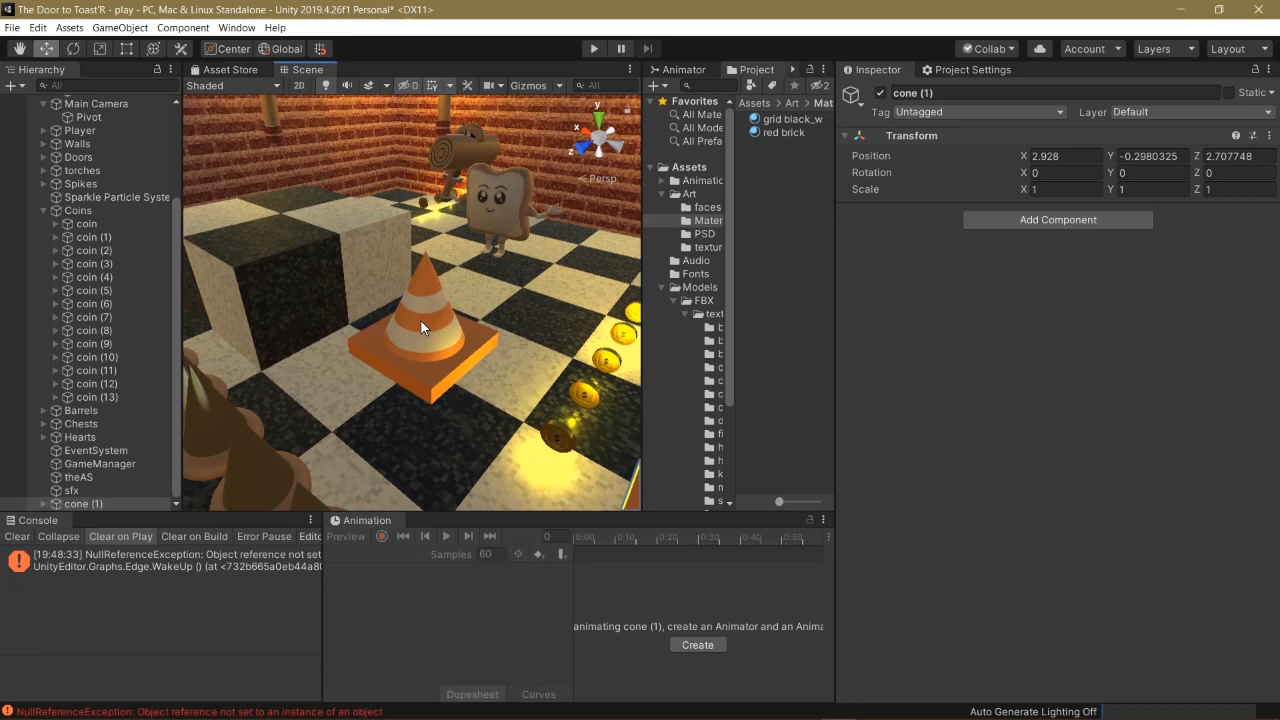 The Door to Toast'R - play - PC, Mac & Linux Standalone - Unity 2019.4.26f1 Personal* <DX11>
File Edit Assets GameObject Component Window Help
Center Global Collab Account Layers Layout
Hierarchy Asset Store Scene Animator Project Inspector Project Settings
All Shaded 2D 0 Gizmos All 2
cone (1) Static
Tag Untagged Layer Default
Transform
Position X 2.928 Y -0.2980325 Z 2.707748
Rotation X 0 Y 0 Z 0
Scale X 1 Y 1 Z 1
Add Component
Main Camera
Pivot
Player
Walls
Doors
torches
Spikes
Sparkle Particle Syste
Coins
coin
coin (1)
coin (2)
coin (3)
coin (4)
coin (5)
coin (6)
coin (7)
coin (8)
coin (9)
coin (10)
coin (11)
coin (12)
coin (13)
Barrels
Chests
Hearts
EventSystem
GameManager
theAS
sfx
cone (1)
y
x
z
Persp
Favorites
All Mate
All Mode
All Prefa
Assets
Animatic
Art
faces
Mater
PSD
textur
Audio
Fonts
Models
FBX
text
Assets Art Mat
grid black_w
red brick
Console
Clear Collapse Clear on Play Clear on Build Error Pause Edito
[19:48:33] NullReferenceException: Object reference not set
UnityEditor.Graphs.Edge.WakeUp () (at <732b665a0eb44a80
Animation
Preview 0 0:00 0:10 0:20 0:30 0:40 0:50
Samples 60
animating cone (1), create an Animator and an Anima
Create
Dopesheet Curves
NullReferenceException: Object reference not set to an instance of an object
Auto Generate Lighting Off